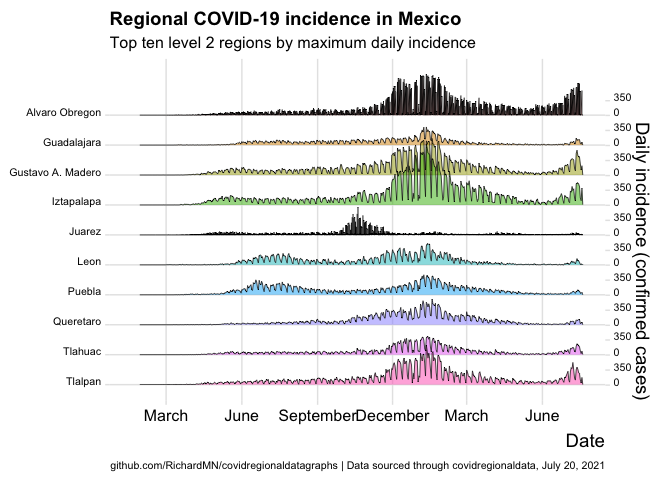 Regional COVID-19 incidence in Mexico
Top ten level 2 regions by maximum daily incidence
Alvaro Obregon
Guadalajara
Gustavo A. Madero
Iztapalapa
Juarez
Leon
Puebla
Queretaro
Tlahuac
Tlalpan
350
0
350
0
350
0
350
0
350
0
350
0
350
0
350
0
350
0
350
0
Daily incidence (confirmed cases)
March June September December March June
Date
github.com/RichardMN/covidregionaldatagraphs | Data sourced through covidregionaldata, July 20, 2021